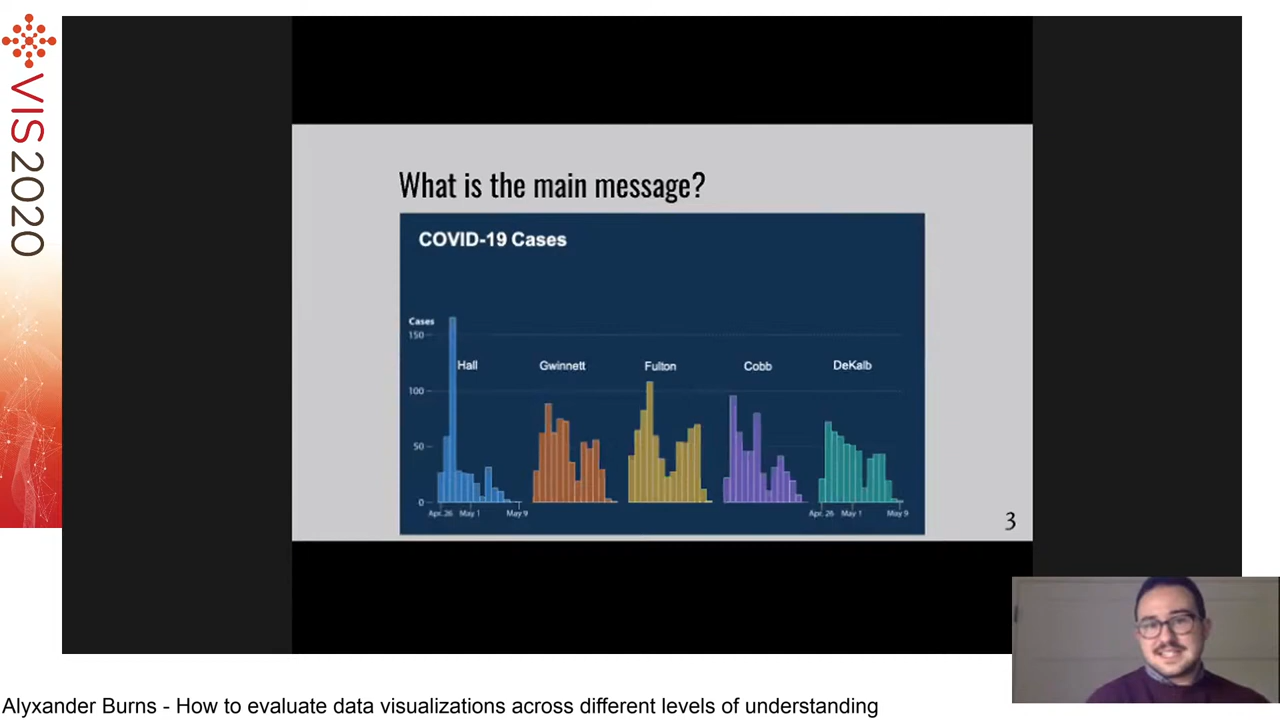 VIS2020
What is the main message?
COVID-19 Cases
Cases
150
100
50
0
Hall
Gwinnett
Fulton
Cobb
DeKalb
Apr. 26 May 1 May 9
Apr. 26 May 1 May 9
3
Alyxander Burns - How to evaluate data visualizations across different levels of understanding